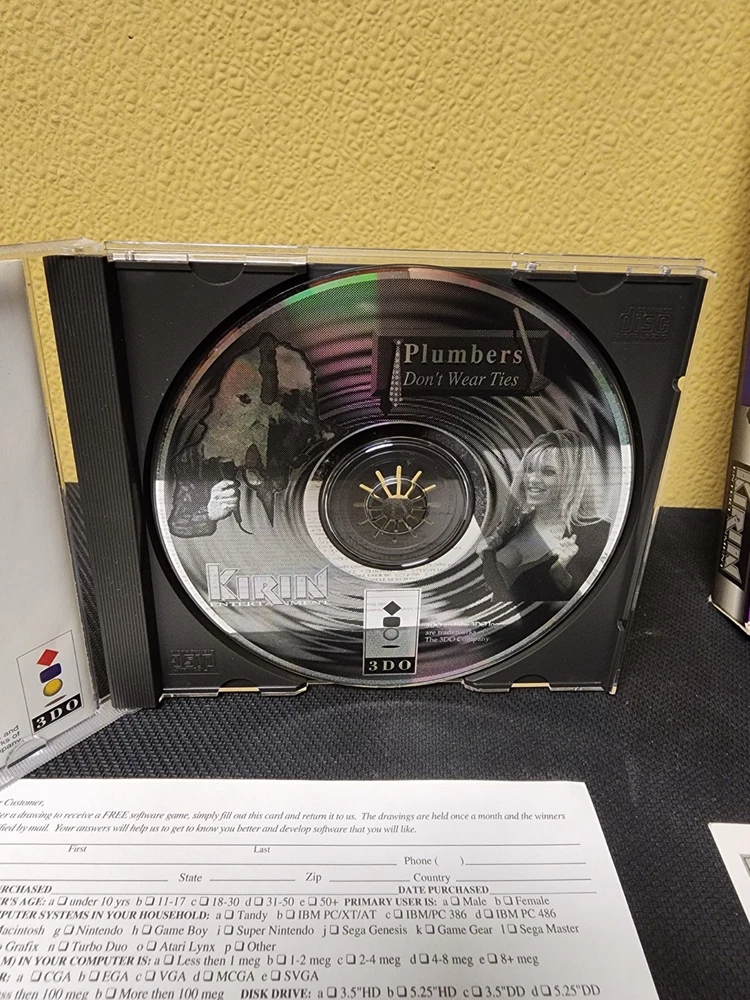 Plumbers
Don't Wear Ties
KIRIN
ENTERTAINMENT
3DO
are trademarks of
The 3DO Company
3DO
and
KIRIN
Customer,
er a drawing to receive a FREE software game, simply fill out this card and return it to us. The drawings are held once a month and the winners
fied by mail. Your answers will help us to get to know you better and develop software that you will like.
First Last
Phone ( )
State Zip Country
PURCHASED DATE PURCHASED
R'S AGE: a ❑ under 10 yrs b ❑ 11-17 c ❑ 18-30 d ❑ 31-50 e ❑ 50+ PRIMARY USER IS: a ❑ Male b ❑ Female
PUTER SYSTEMS IN YOUR HOUSEHOLD: a ❑ Tandy b ❑ IBM PC/XT/AT c ❑ IBM/PC 386 d ❑ IBM PC 486
Macintosh g ❑ Nintendo h ❑ Game Boy i ❑ Super Nintendo j ❑ Sega Genesis k ❑ Game Gear l ❑ Sega Master
Grafix n ❑ Turbo Duo o ❑ Atari Lynx p ❑ Other
M) IN YOUR COMPUTER IS: a ❑ Less then 1 meg b ❑ 1-2 meg c ❑ 2-4 meg d ❑ 4-8 meg e ❑ 8+ meg
R: a ❑ CGA b ❑ EGA c ❑ VGA d ❑ MCGA e ❑ SVGA
ess then 100 meg b ❑ More then 100 meg DISK DRIVE: a ❑ 3.5"HD b ❑ 5.25"HD c ❑ 3.5"DD d ❑ 5.25"DD